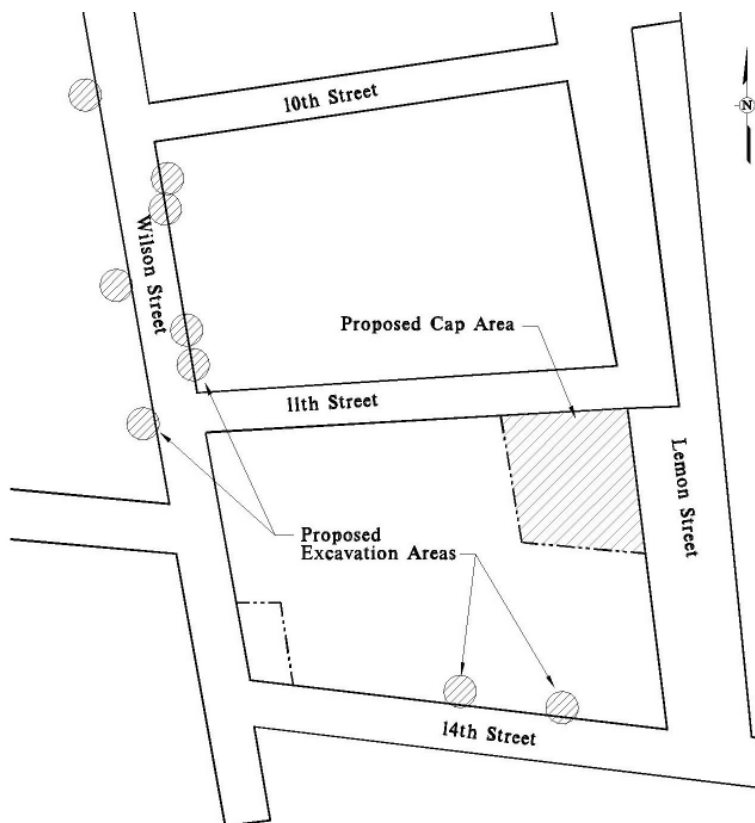 10th Street
N
Wilson Street
Proposed Cap Area
11th Street
Lemon Street
Proposed
Excavation Areas
14th Street